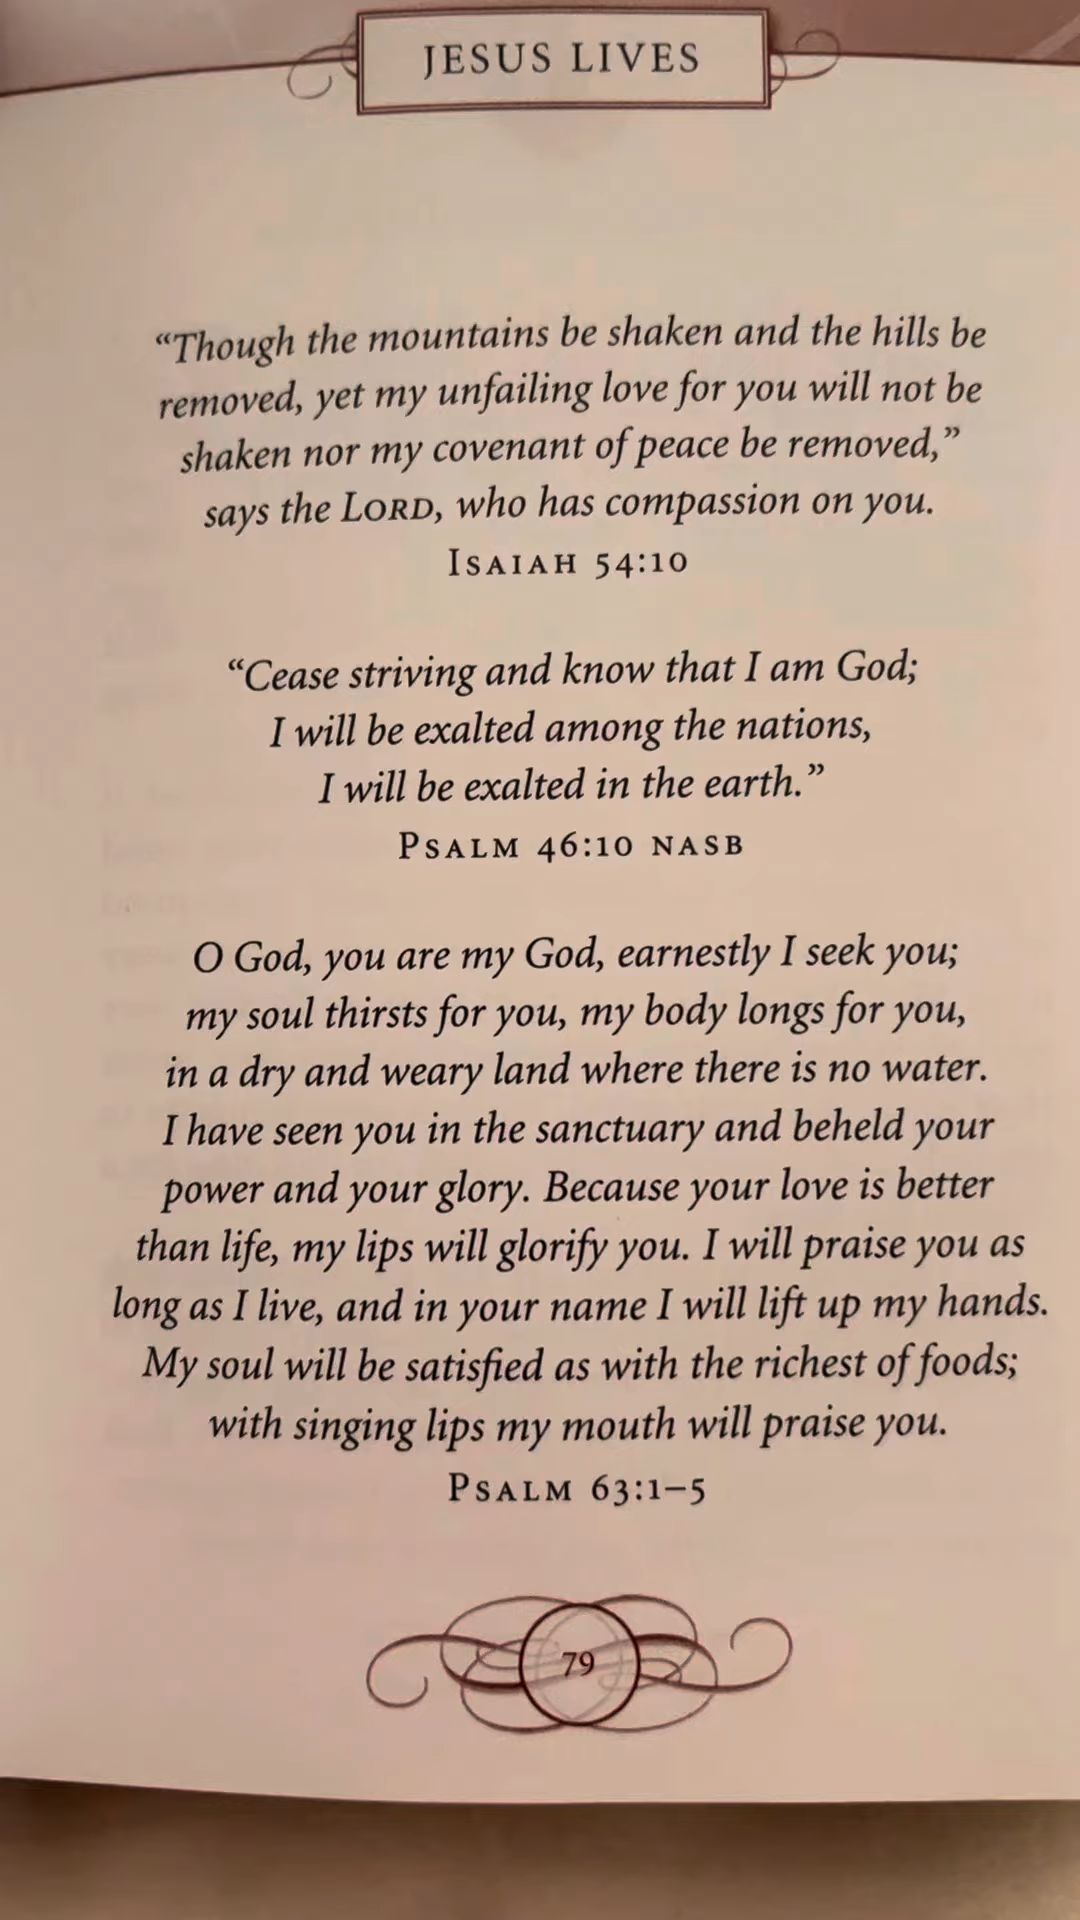 JESUS LIVES
“Though the mountains be shaken and the hills be
removed, yet my unfailing love for you will not be
shaken nor my covenant of peace be removed,”
says the LORD, who has compassion on you.
ISAIAH 54:10
“Cease striving and know that I am God;
I will be exalted among the nations,
I will be exalted in the earth.”
PSALM 46:10 NASB
O God, you are my God, earnestly I seek you;
my soul thirsts for you, my body longs for you,
in a dry and weary land where there is no water.
I have seen you in the sanctuary and beheld your
power and your glory. Because your love is better
than life, my lips will glorify you. I will praise you as
long as I live, and in your name I will lift up my hands.
My soul will be satisfied as with the richest of foods;
with singing lips my mouth will praise you.
PSALM 63:1–5
79